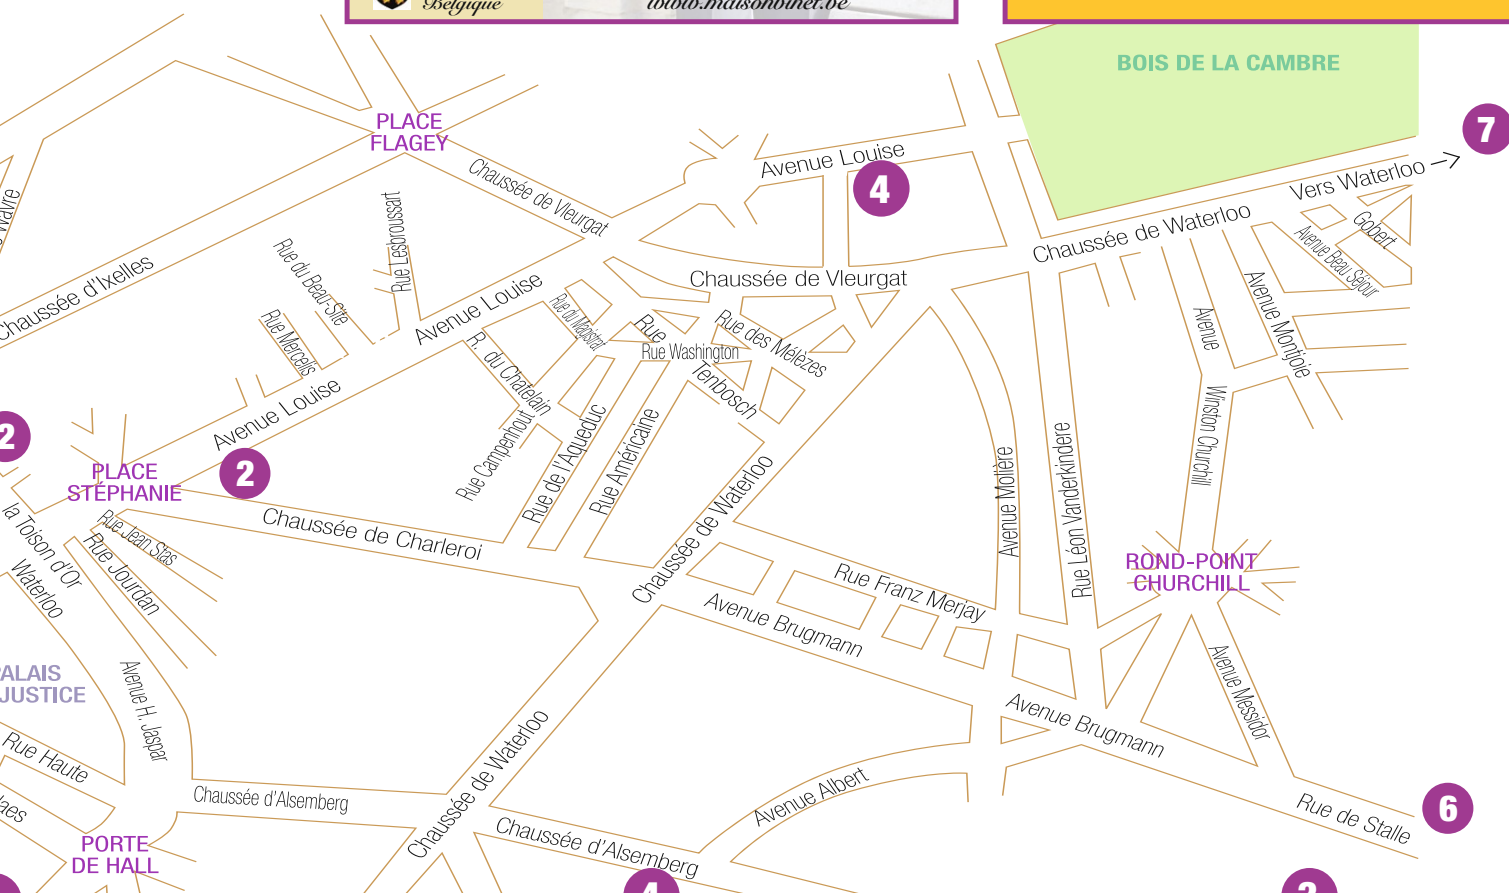 Belgique
www.maisonbinet.be
BOIS DE LA CAMBRE
7
PLACE
FLAGEY
Avenue Louise
4
Vers Waterloo
Chaussée de Vleurgat
Wavre
Rue Lesbroussart
Chaussée de Waterloo
Gobert
Avenue Beau Séjour
Chaussée d'Ixelles
Rue du Beau-Site
Chaussée de Vleurgat
Avenue Louise
Avenue Montjoie
Rue Mercelis
Rue du Magistrat
Rue
Rue des Mélèzes
Avenue
R. du Chatelain
Rue Washington
Tenbosch
Avenue Louise
Winston Churchill
2
Rue Campenhout
Rue de l'Aqueduc
Rue Américaine
PLACE
STÉPHANIE
2
Chaussée de Waterloo
Avenue Molière
Rue Léon Vanderkindere
la Toison d'Or
Rue Jean Stas
Chaussée de Charleroi
Rue Jourdan
Waterloo
ROND-POINT
CHURCHILL
Rue Franz Merjay
Avenue Brugmann
PALAIS
JUSTICE
Avenue H. Jaspar
Avenue Messidor
Avenue Brugmann
Rue Haute
Chaussée de Waterloo
Chaussée d'Alsemberg
Avenue Albert
Rue de Stalle
6
aes
Chaussée d'Alsemberg
PORTE
DE HALL
4